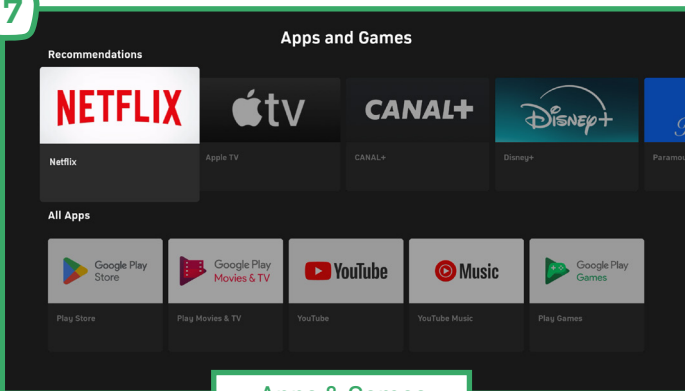 7
Apps and Games
Recommendations
NETFLIX
tv
CANAL+
Disney+
Netflix
Apple TV
CANAL+
Disney+
All Apps
Google Play
Store
Google Play
Movies & TV
YouTube
Music
Google Play
Games
Play Store
Play Movies & TV
YouTube
YouTube Music
Play Games